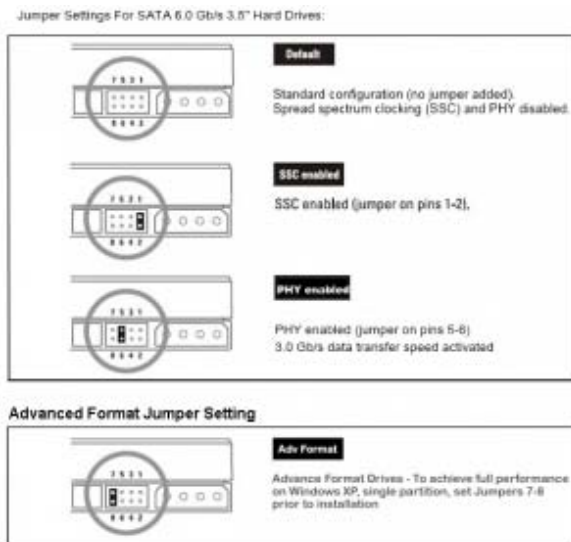 Jumper Settings For SATA 6.0 Gb/s 3.5" Hard Drives:
Default
7 5 3 1
Standard configuration (no jumper added).
Spread spectrum clocking (SSC) and PHY disabled.
8 6 4 2
SSC enabled
7 5 3 1
SSC enabled (jumper on pins 1-2),
8 6 4 2
PHY enabled
7 5 3 1
PHY enabled (jumper on pins 5-6)
3.0 Gb/s data transfer speed activated
8 6 4 2
Advanced Format Jumper Setting
Adv Format
7 5 3 1
Advance Format Drives - To achieve full performance
on Windows XP, single partition, set Jumpers 7-8
prior to installation
8 6 4 2